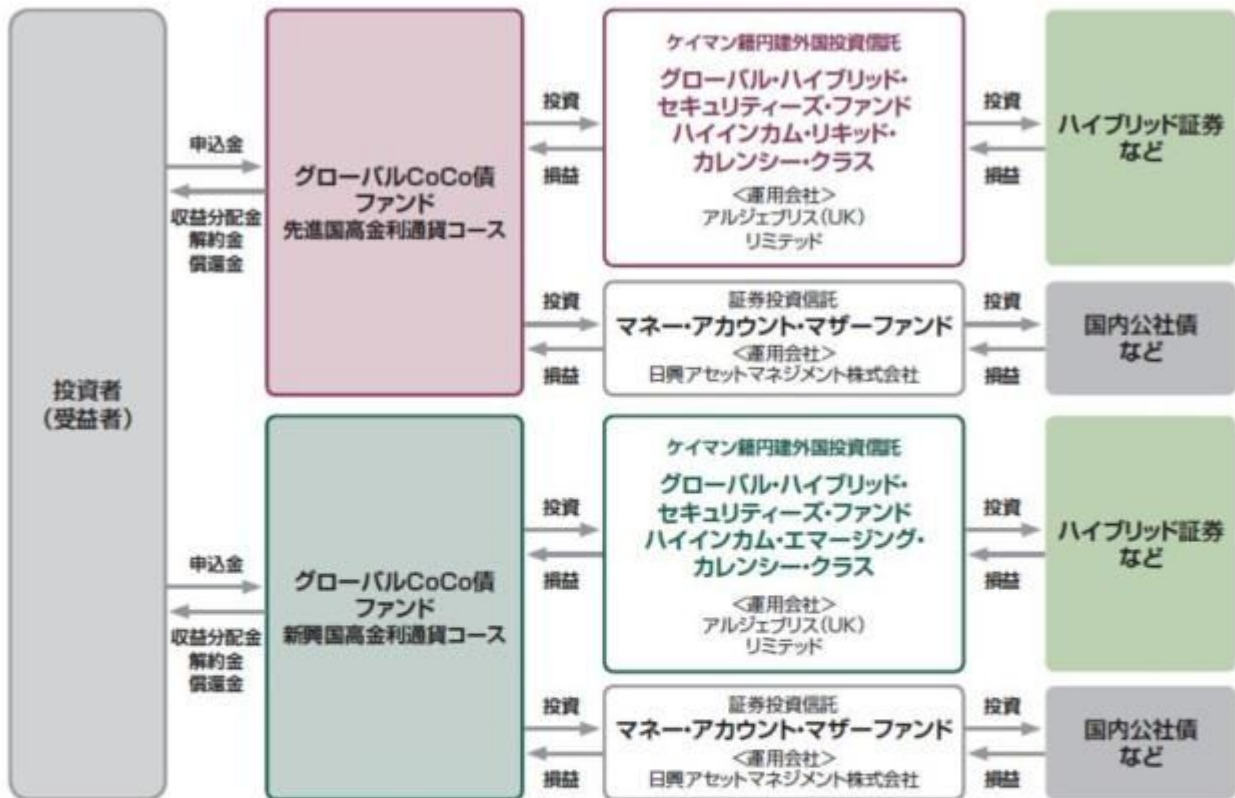 投資者
(受益者)
申込金
収益分配金
解約金
償還金
グローバルCoCo債
ファンド
先進国高金利通貨コース
投資
損益
ケイマン籍円建外国投資信託
グローバル・ハイブリッド・
セキュリティーズ・ファンド
ハイインカム・リキッド・
カレンシー・クラス
<運用会社>
アルジェブリス(UK)
リミテッド
投資
損益
ハイブリッド証券
など
投資
損益
証券投資信託
マネー・アカウント・マザーファンド
<運用会社>
日興アセットマネジメント株式会社
投資
損益
国内公社債
など
申込金
収益分配金
解約金
償還金
グローバルCoCo債
ファンド
新興国高金利通貨コース
投資
損益
ケイマン籍円建外国投資信託
グローバル・ハイブリッド・
セキュリティーズ・ファンド
ハイインカム・エマージング・
カレンシー・クラス
<運用会社>
アルジェブリス(UK)
リミテッド
投資
損益
ハイブリッド証券
など
投資
損益
証券投資信託
マネー・アカウント・マザーファンド
<運用会社>
日興アセットマネジメント株式会社
投資
損益
国内公社債
など